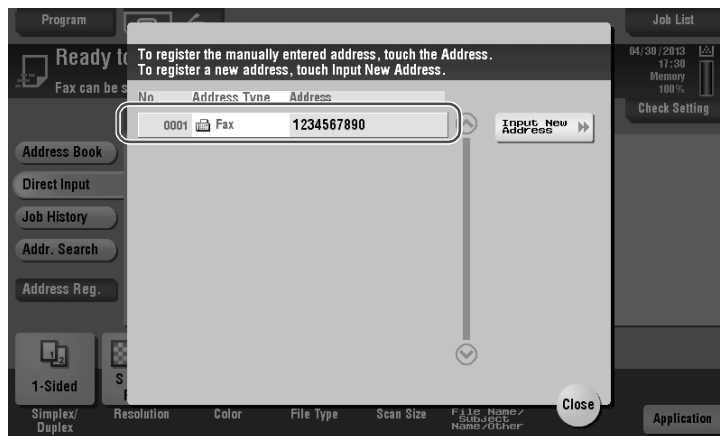 Program
Job List
Ready to
Fax can be s
04/30/2013
17:30
Memory
100%
Check Setting
To register the manually entered address, touch the Address.
To register a new address, touch Input New Address.
No. Address Type Address
0001 Fax 1234567890
Input New
Address
Address Book
Direct Input
Job History
Addr. Search
Address Reg.
1-Sided
S
Simplex/
Duplex
Resolution
Color
File Type
Scan Size
File Name/
Subject
Name/Other
Close
Application